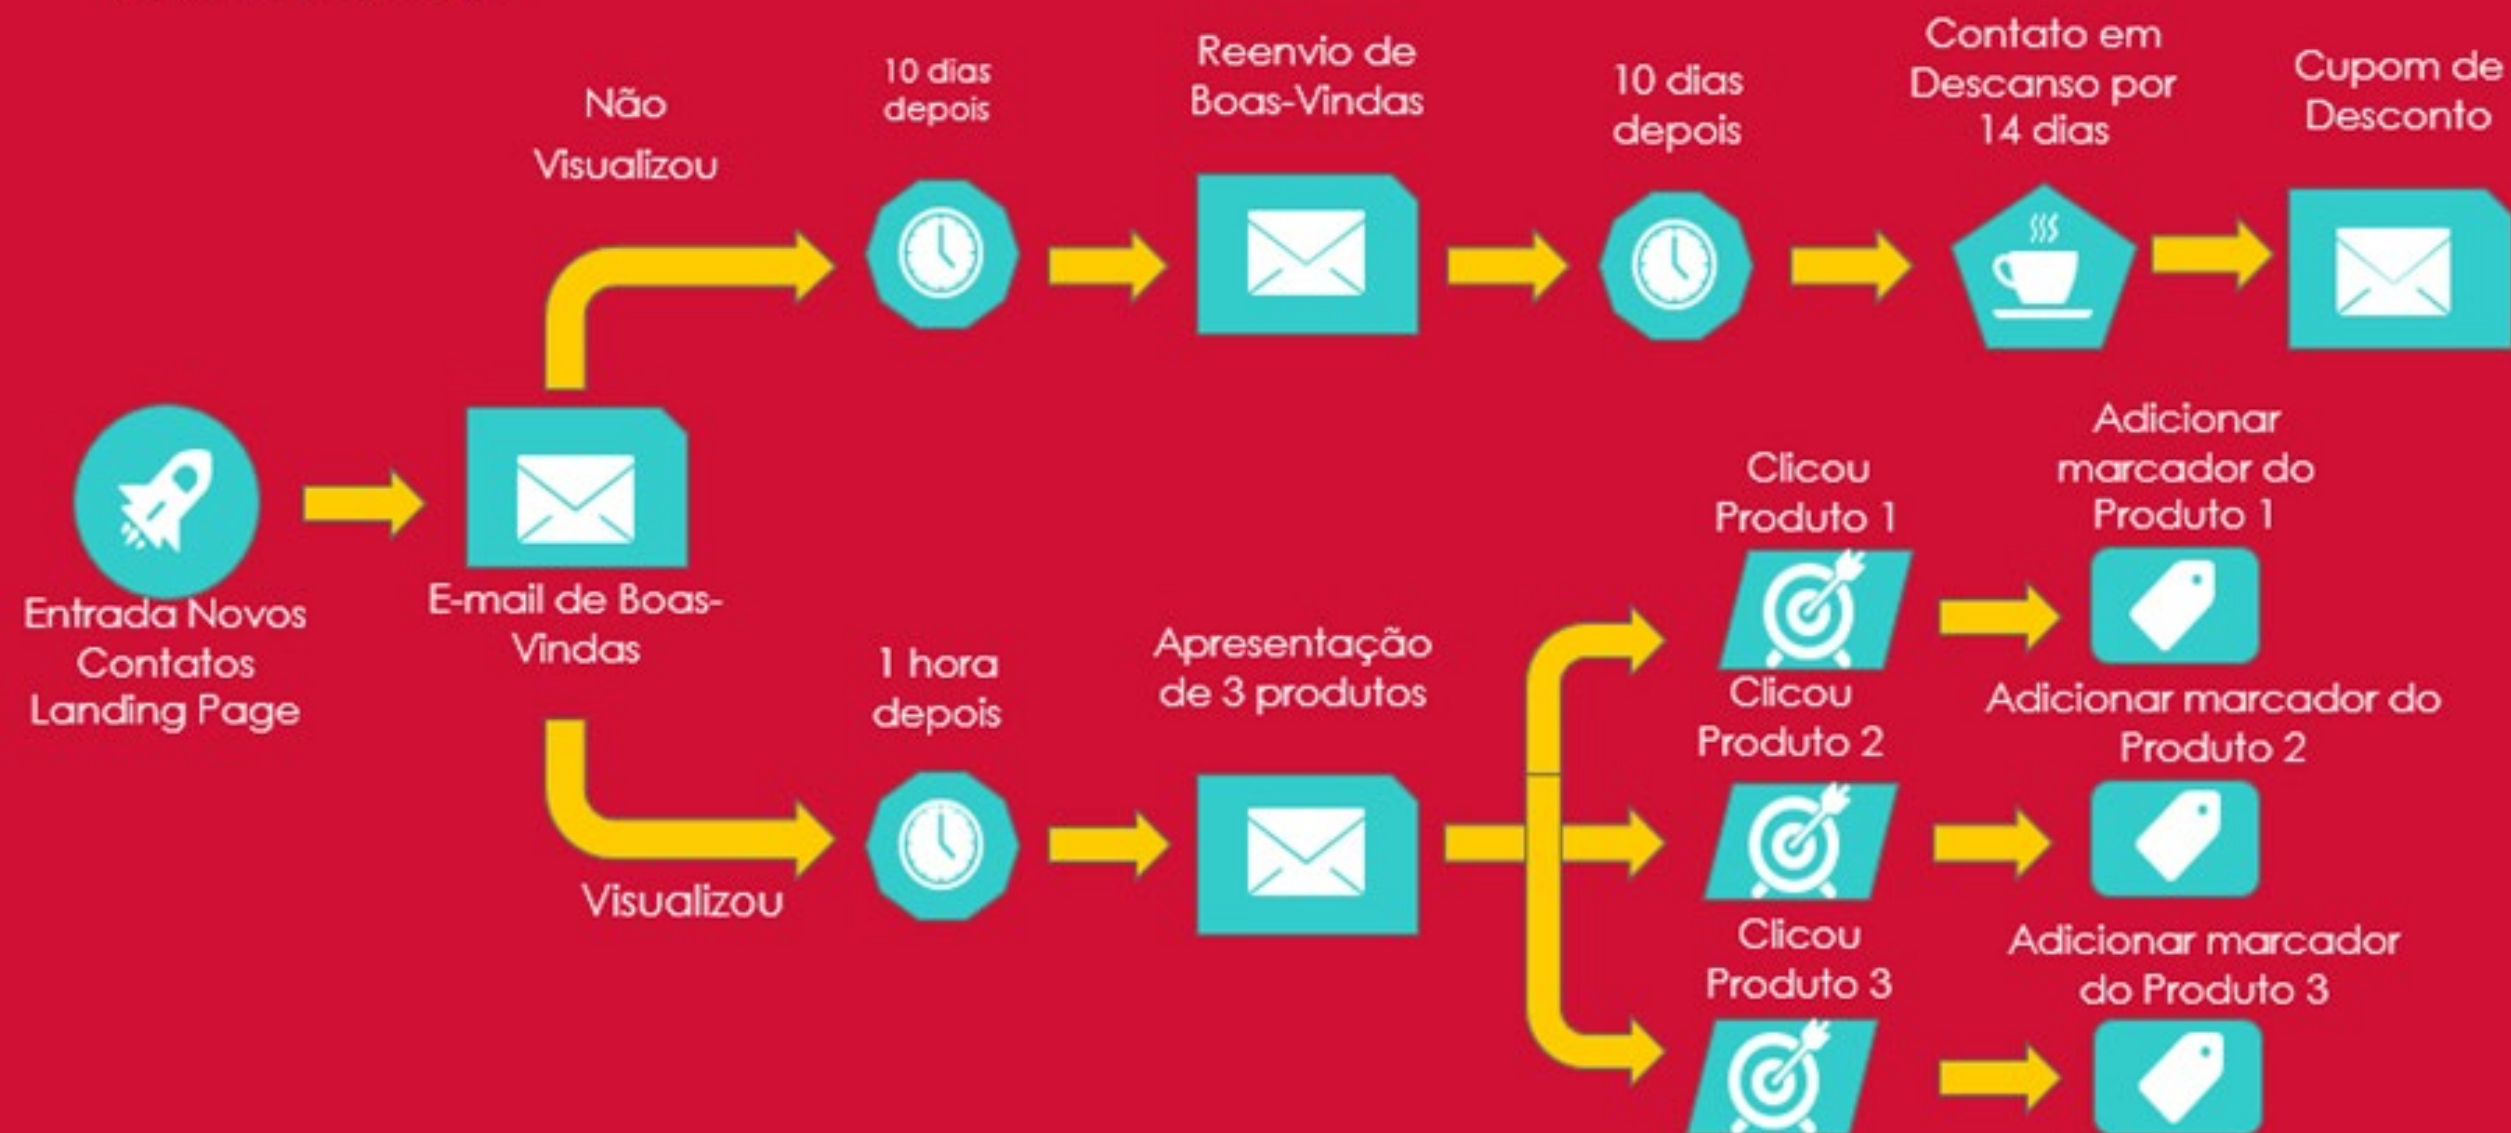 Não
Visualizou
10 dias
depois
Reenvio de
Boas-Vindas
10 dias
depois
Contato em
Descanso por
14 dias
Cupom de
Desconto
Entrada Novos
Contatos
Landing Page
E-mail de Boas-
Vindas
Visualizou
1 hora
depois
Apresentação
de 3 produtos
Clicou
Produto 1
Adicionar
marcador do
Produto 1
Clicou
Produto 2
Adicionar marcador do
Produto 2
Clicou
Produto 3
Adicionar marcador
do Produto 3